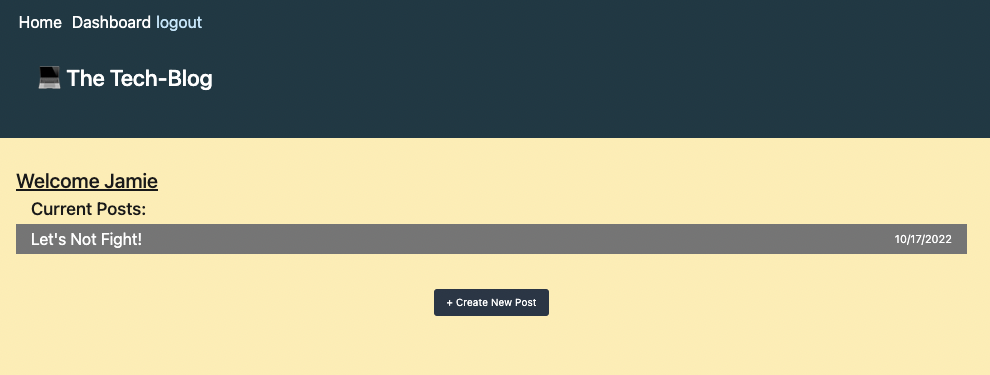 Home Dashboard logout
💻 The Tech-Blog
Welcome Jamie
Current Posts:
Let's Not Fight! 10/17/2022
+ Create New Post